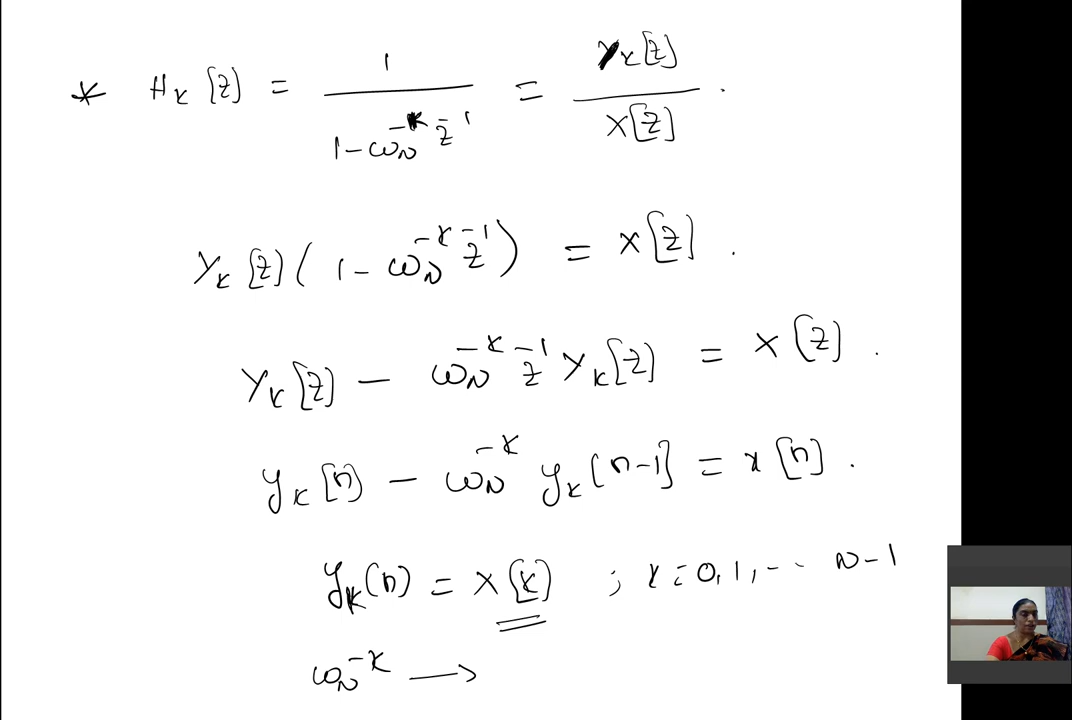 * H_K [z] = 1 / (1 - ω_N^{-K} z^{-1}) = Y_K[z] / X[z] .
Y_K [z] ( 1 - ω_N^{-K} z^{-1} ) = X[z] .
Y_K [z] - ω_N^{-K} z^{-1} Y_K[z] = X[z] .
y_K [n] - ω_N^{-K} y_K [n-1] = x [n] .
y_K (n) = X [K] ; K = 0, 1, -- N-1
ω_N^{-K} →